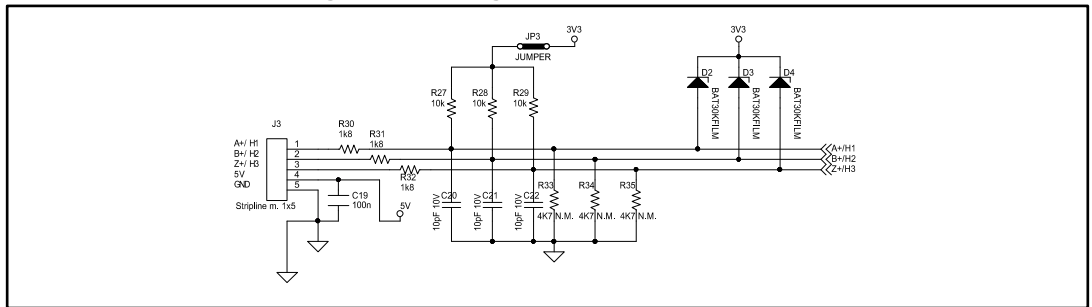 JP3
3V3
JUMPER
3V3
D2
D3
D4
BAT30KFILM
BAT30KFILM
BAT30KFILM
R27
10k
R28
10k
R29
10k
J3
R30
1k8
R31
1k8
R32
1k8
A+/ H1
B+/ H2
Z+/ H3
5V
GND
1
2
3
4
5
Stripline m. 1x5
C19
100n
5V
C20
10pF 10V
C21
10pF 10V
C22
10pF 10V
R33
4K7 N.M.
R34
4K7 N.M.
R35
4K7 N.M.
A+/H1
B+/H2
Z+/H3